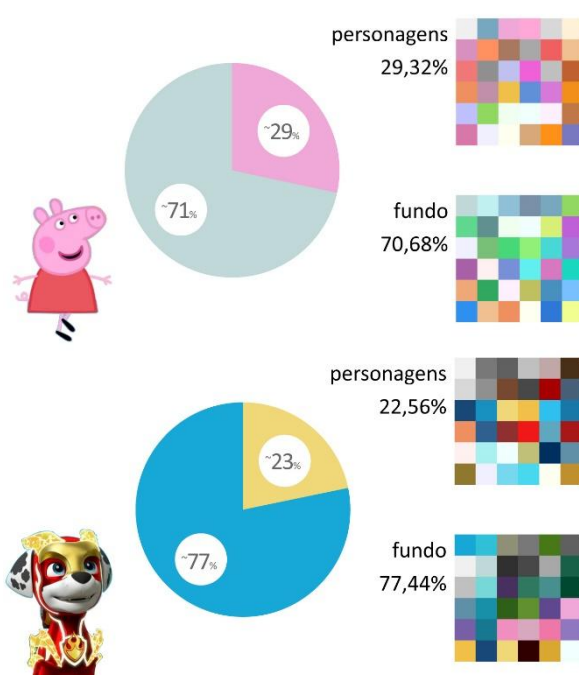 personagens
29,32%
~29%
~71%
fundo
70,68%
personagens
22,56%
~23%
~77%
fundo
77,44%